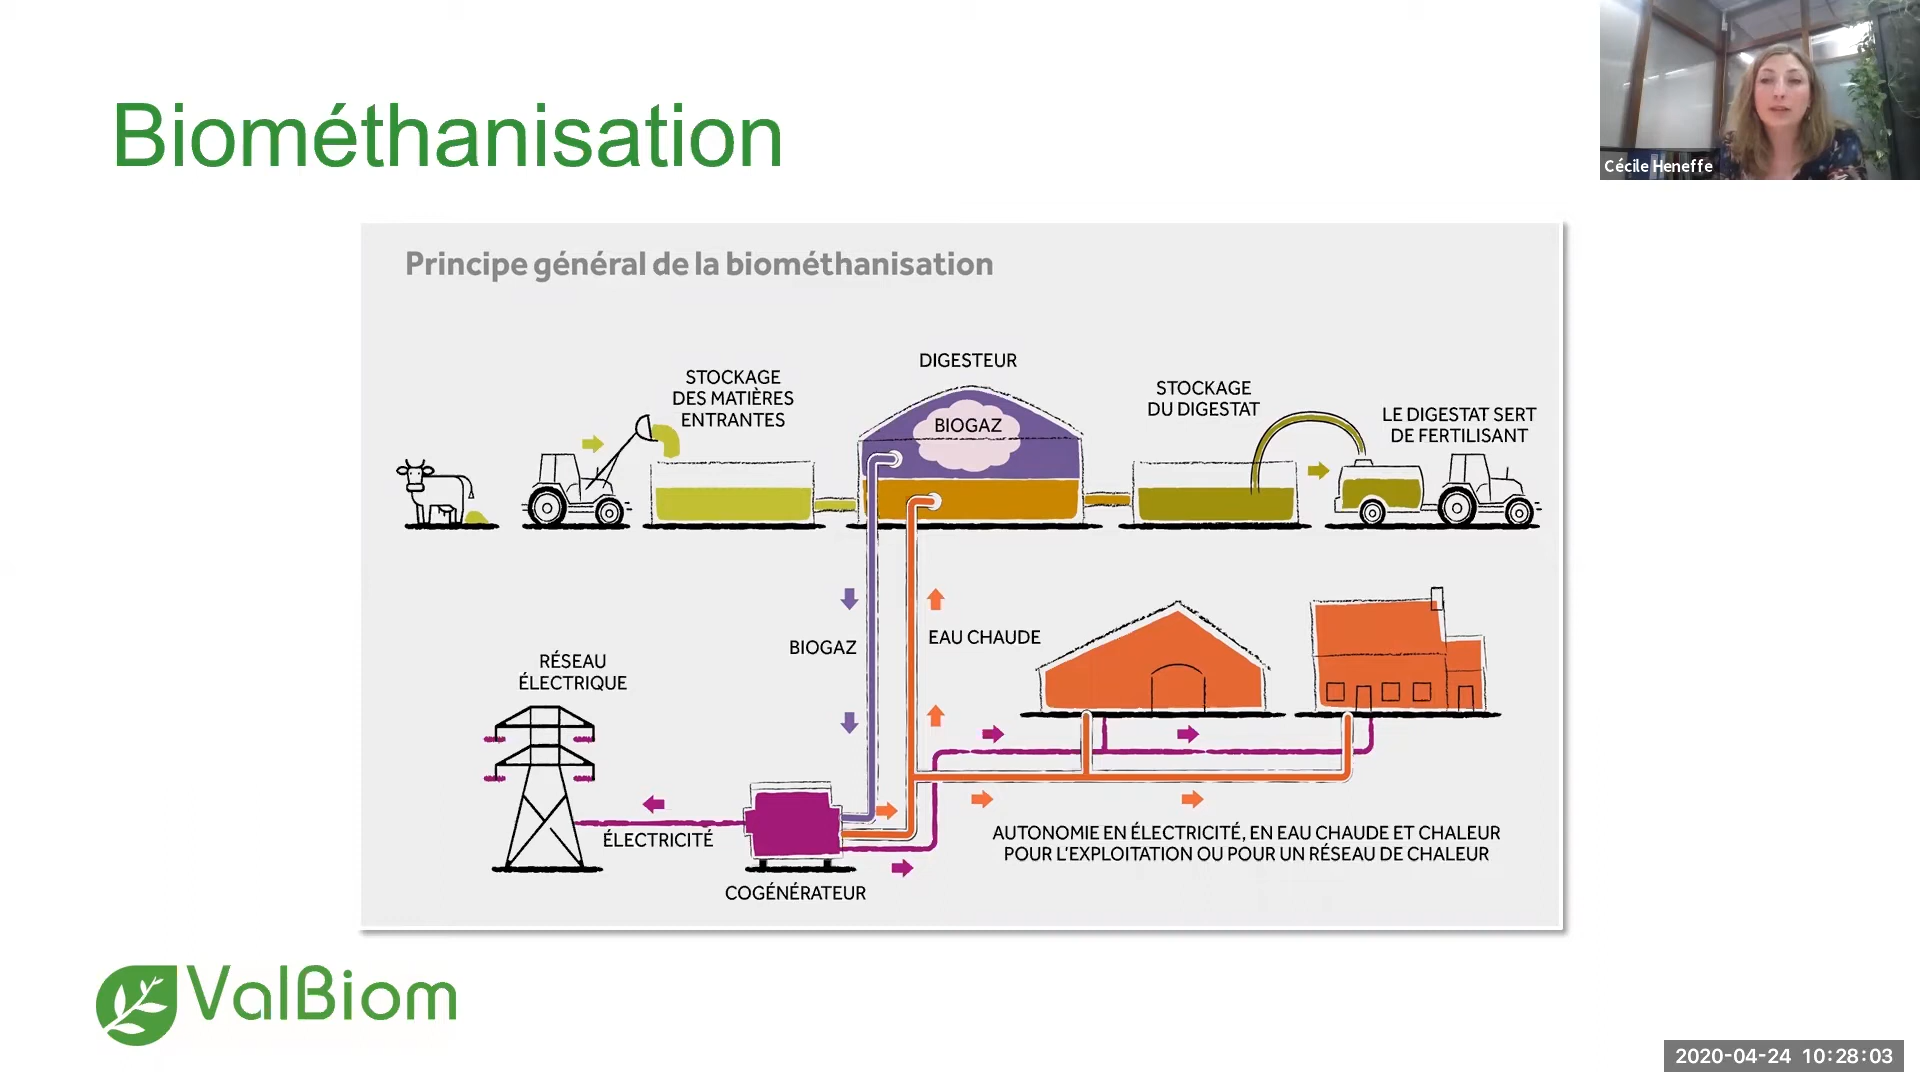 Biométhanisation
Cécile Heneffe
Principe général de la biométhanisation
STOCKAGE
DES MATIÈRES
ENTRANTES
DIGESTEUR
BIOGAZ
STOCKAGE
DU DIGESTAT
LE DIGESTAT SERT
DE FERTILISANT
BIOGAZ
EAU CHAUDE
RÉSEAU
ÉLECTRIQUE
ÉLECTRICITÉ
COGÉNÉRATEUR
AUTONOMIE EN ÉLECTRICITÉ, EN EAU CHAUDE ET CHALEUR
POUR L'EXPLOITATION OU POUR UN RÉSEAU DE CHALEUR
ValBiom
2020-04-24 10:28:03